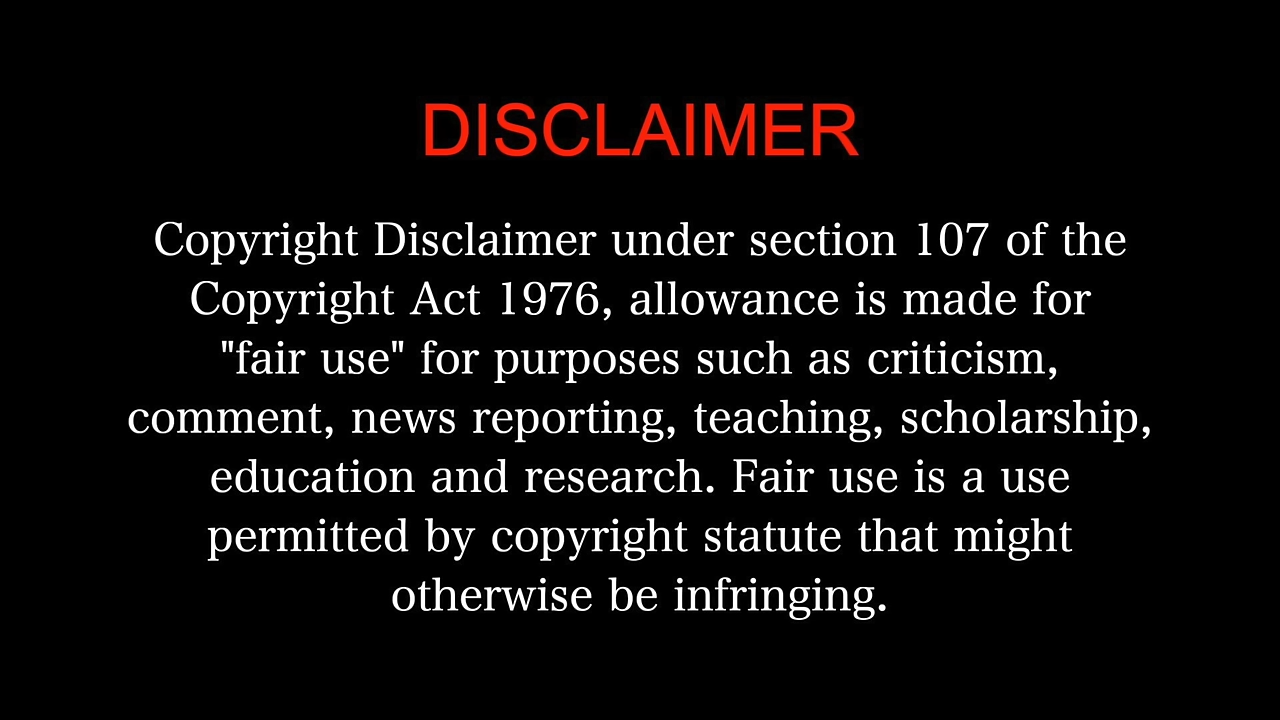 DISCLAIMER
Copyright Disclaimer under section 107 of the
Copyright Act 1976, allowance is made for
"fair use" for purposes such as criticism,
comment, news reporting, teaching, scholarship,
education and research. Fair use is a use
permitted by copyright statute that might
otherwise be infringing.